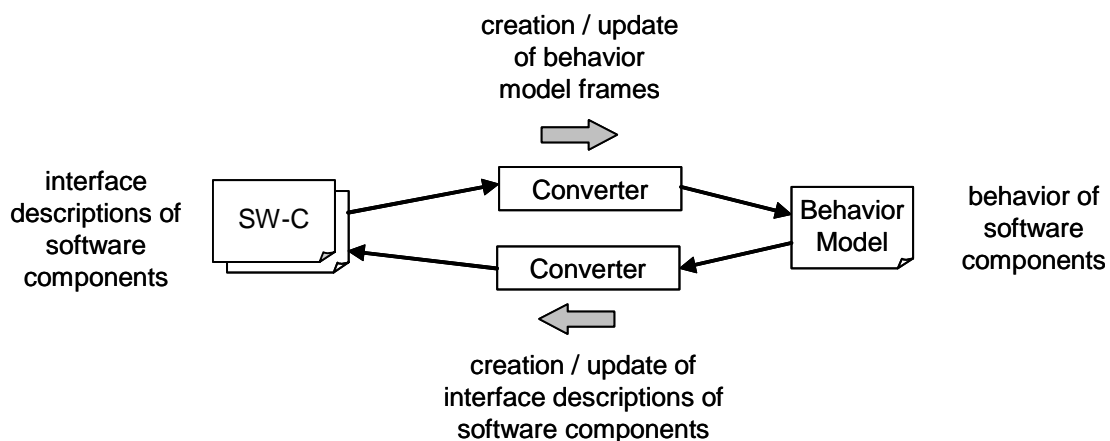 creation / update
of behavior
model frames
interface
descriptions of
software
components
SW-C
Converter
Behavior
Model
behavior of
software
components
Converter
creation / update of
interface descriptions of
software components